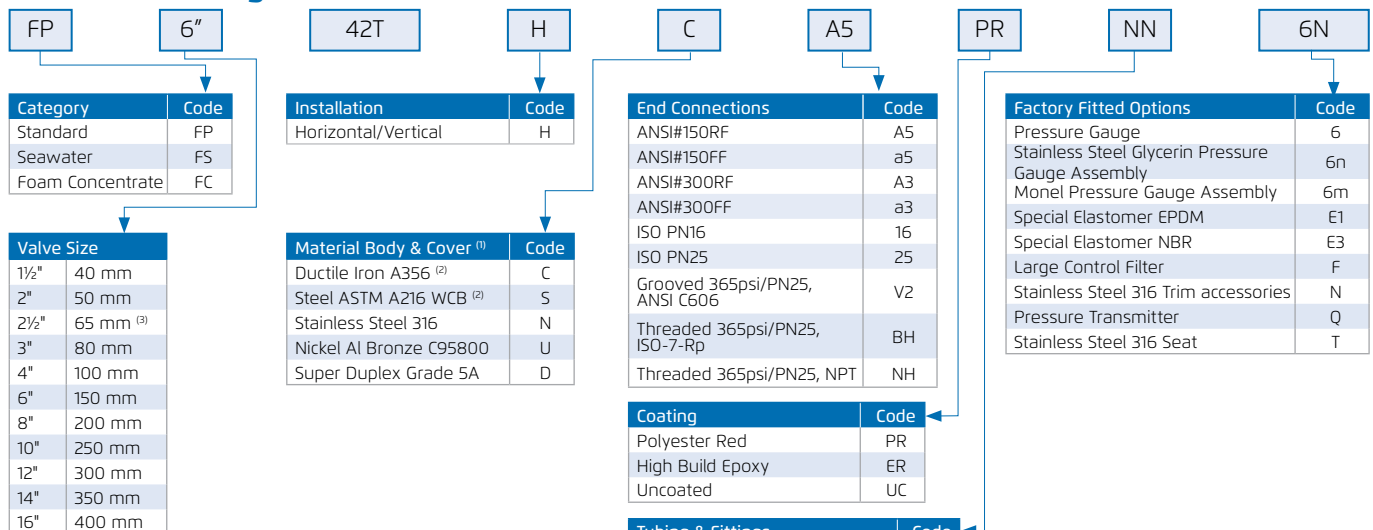 FP 6" 42T H C A5 PR NN 6N
Category Code
Standard FP
Seawater FS
Foam Concentrate FC
Valve Size
1½" 40 mm
2" 50 mm
2½" 65 mm (3)
3" 80 mm
4" 100 mm
6" 150 mm
8" 200 mm
10" 250 mm
12" 300 mm
14" 350 mm
16" 400 mm
Installation Code
Horizontal/Vertical H
Material Body & Cover (1) Code
Ductile Iron A356 (2) C
Steel ASTM A216 WCB (2) S
Stainless Steel 316 N
Nickel Al Bronze C95800 U
Super Duplex Grade 5A D
End Connections Code
ANSI#150RF A5
ANSI#150FF a5
ANSI#300RF A3
ANSI#300FF a3
ISO PN16 16
ISO PN25 25
Grooved 365psi/PN25,
ANSI C606 V2
Threaded 365psi/PN25,
ISO-7-Rp BH
Threaded 365psi/PN25, NPT NH
Coating Code
Polyester Red PR
High Build Epoxy ER
Uncoated UC
Tubing & Fittings Code
Factory Fitted Options Code
Pressure Gauge 6
Stainless Steel Glycerin Pressure
Gauge Assembly 6n
Monel Pressure Gauge Assembly 6m
Special Elastomer EPDM E1
Special Elastomer NBR E3
Large Control Filter F
Stainless Steel 316 Trim accessories N
Pressure Transmitter Q
Stainless Steel 316 Seat T